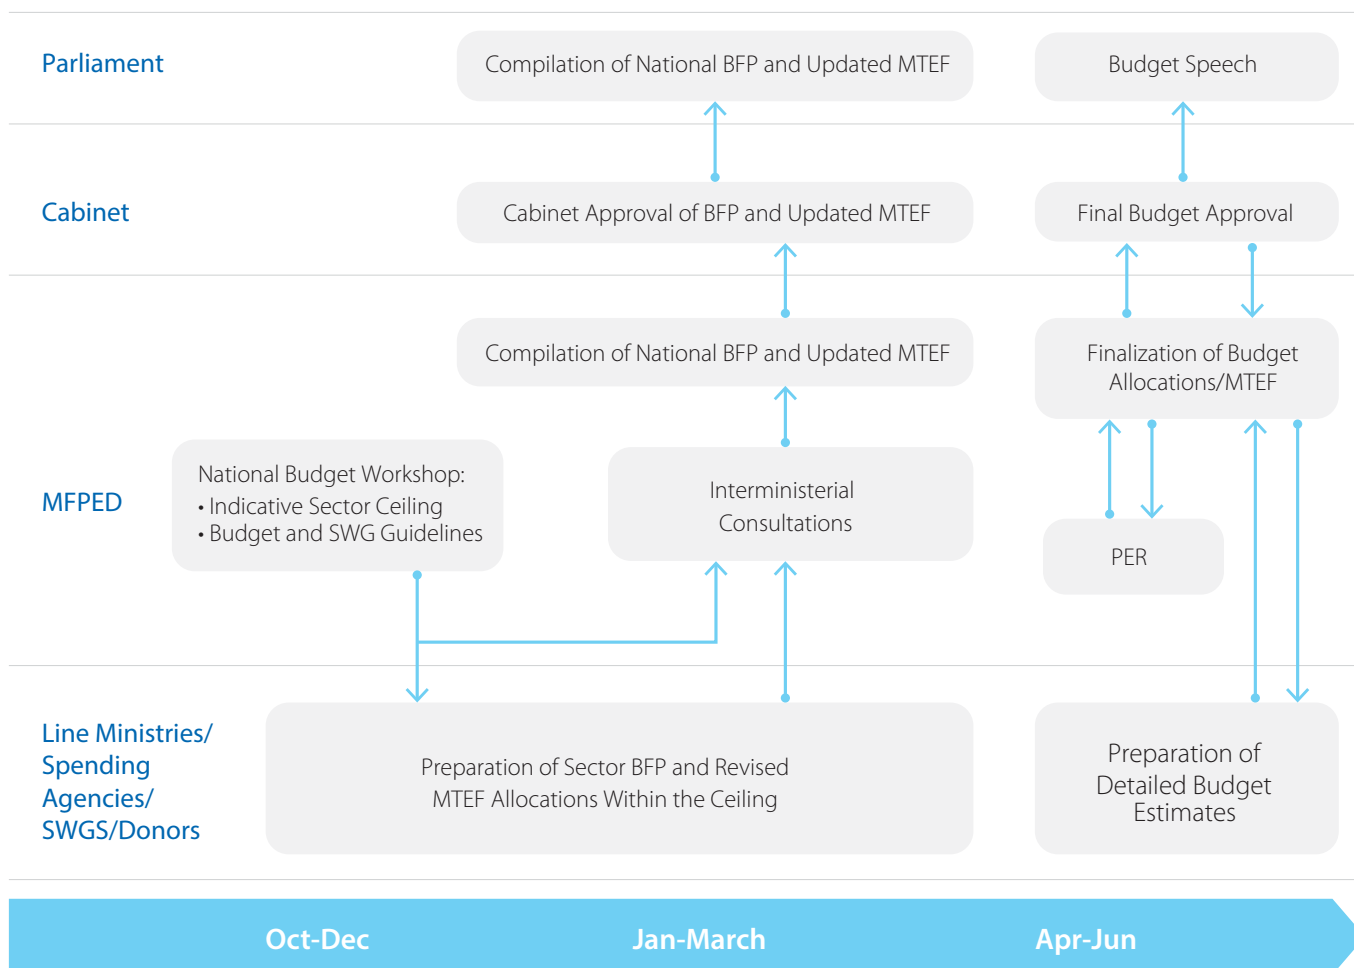 Parliament
Compilation of National BFP and Updated MTEF
Budget Speech
Cabinet
Cabinet Approval of BFP and Updated MTEF
Final Budget Approval
Compilation of National BFP and Updated MTEF
Finalization of Budget
Allocations/MTEF
MFPED
National Budget Workshop:
• Indicative Sector Ceiling
• Budget and SWG Guidelines
Interministerial
Consultations
PER
Line Ministries/
Spending
Agencies/
SWGS/Donors
Preparation of Sector BFP and Revised
MTEF Allocations Within the Ceiling
Preparation of
Detailed Budget
Estimates
Oct-Dec
Jan-March
Apr-Jun